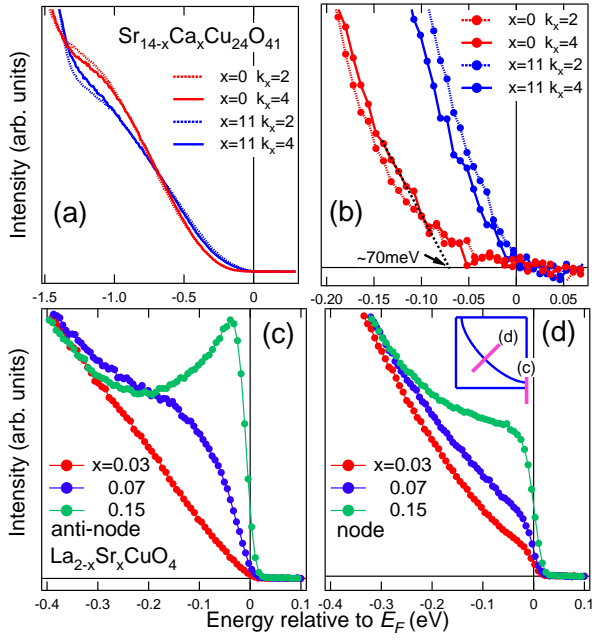 Intensity (arb. units)
Sr14-xCaxCu24O41
x=0 kx=2
x=0 kx=4
x=11 kx=2
x=11 kx=4
(a)
-1.5 -1.0 -0.5 0
x=0 kx=2
x=0 kx=4
x=11 kx=2
x=11 kx=4
(b)
~70meV
-0.20 -0.15 -0.10 -0.05 0 0.05
Intensity (arb. units)
(c)
x=0.03
0.07
0.15
anti-node
La2-xSrxCuO4
-0.4 -0.3 -0.2 -0.1 0 0.1
(d)
(d)
(c)
x=0.03
0.07
0.15
node
-0.4 -0.3 -0.2 -0.1 0 0.1
Energy relative to EF (eV)